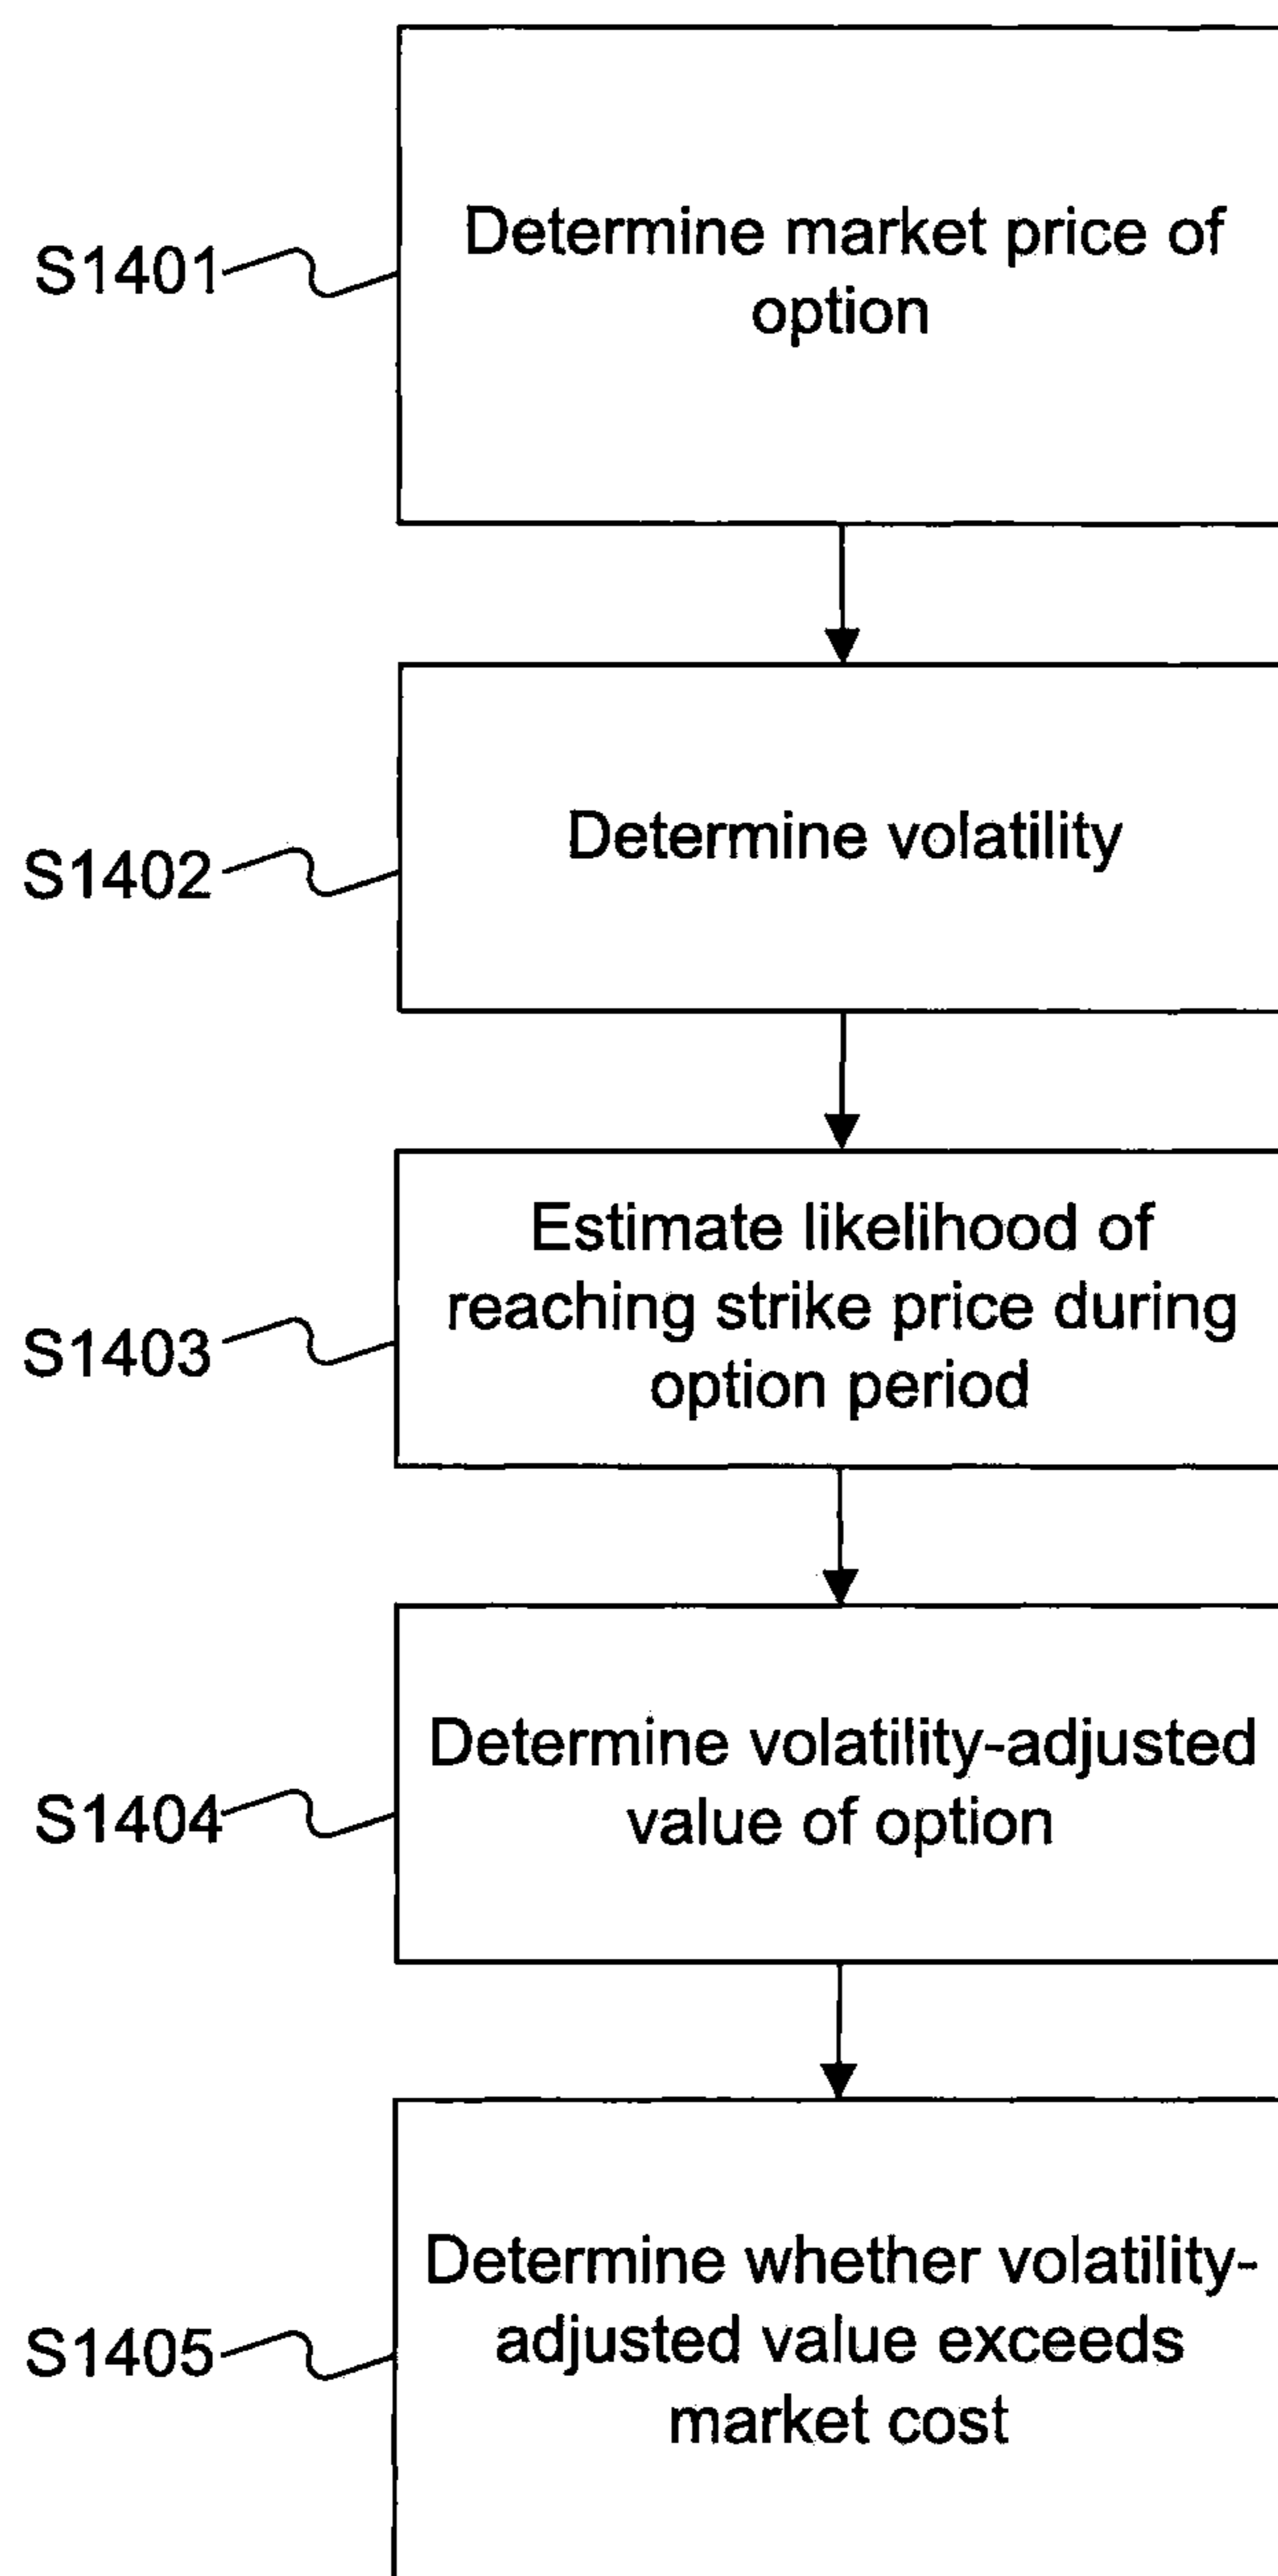 S1401
Determine market price of
option
S1402
Determine volatility
S1403
Estimate likelihood of
reaching strike price during
option period
S1404
Determine volatility-adjusted
value of option
S1405
Determine whether volatility-
adjusted value exceeds
market cost